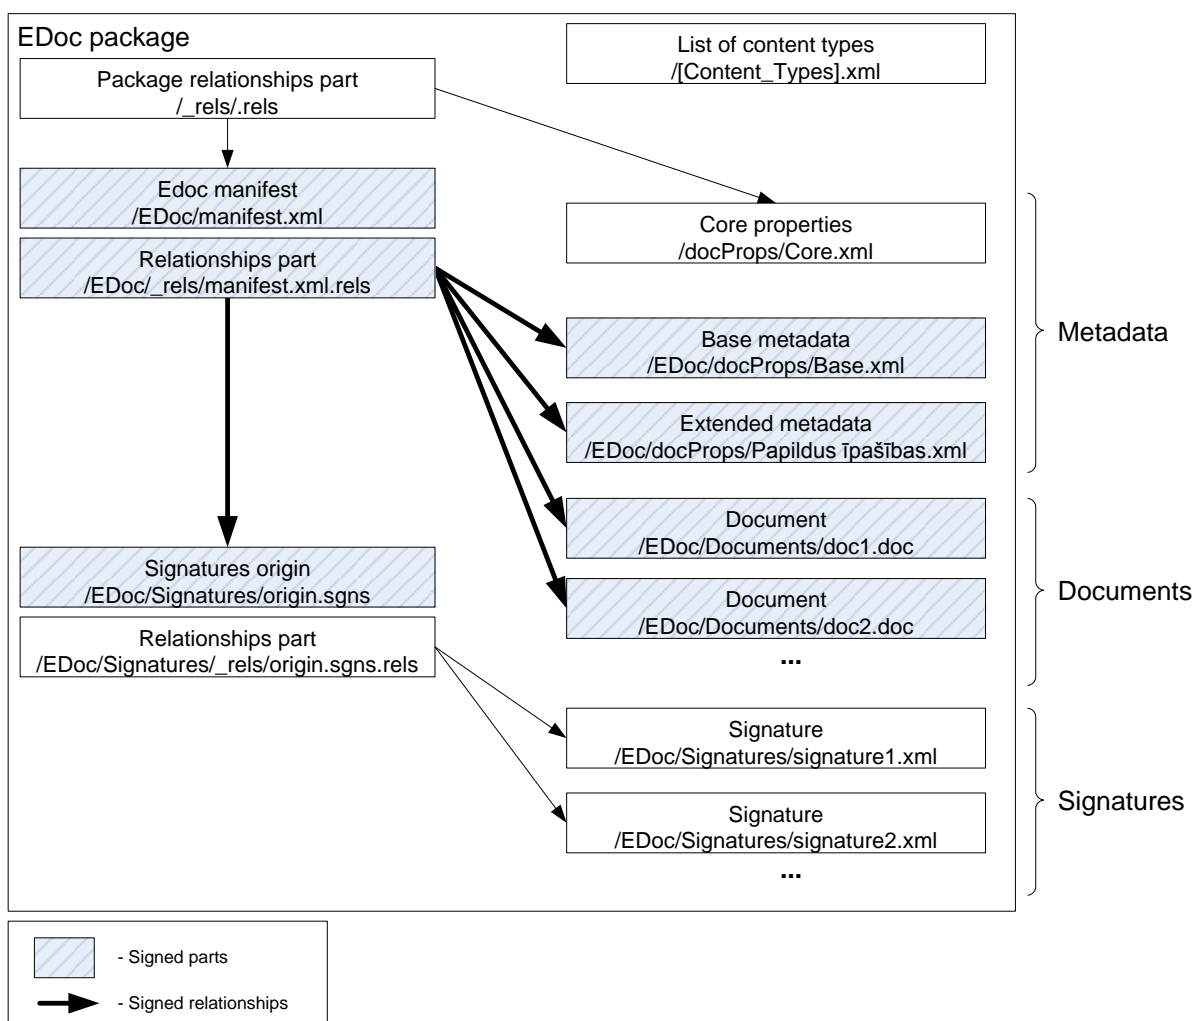 EDoc package
List of content types
/[Content_Types].xml
Package relationships part
/_rels/.rels
Edoc manifest
/EDoc/manifest.xml
Core properties
/docProps/Core.xml
Relationships part
/EDoc/_rels/manifest.xml.rels
Base metadata
/EDoc/docProps/Base.xml
Metadata
Extended metadata
/EDoc/docProps/Papildus īpašības.xml
Document
/EDoc/Documents/doc1.doc
Signatures origin
/EDoc/Signatures/origin.sgns
Document
/EDoc/Documents/doc2.doc
Documents
...
Relationships part
/EDoc/Signatures/_rels/origin.sgns.rels
Signature
/EDoc/Signatures/signature1.xml
Signatures
Signature
/EDoc/Signatures/signature2.xml
...
- Signed parts
- Signed relationships